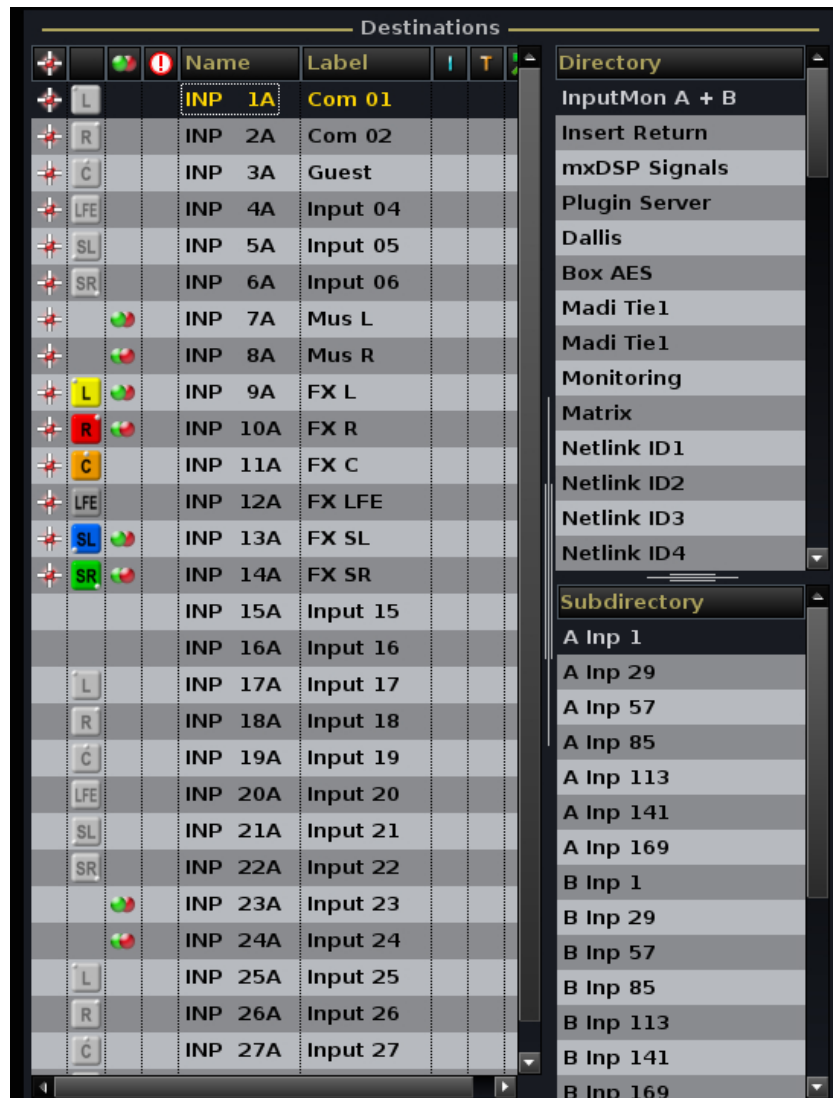 Destinations
Name Label I T
L INP 1A Com 01
R INP 2A Com 02
C INP 3A Guest
LFE INP 4A Input 04
SL INP 5A Input 05
SR INP 6A Input 06
INP 7A Mus L
INP 8A Mus R
L INP 9A FX L
R INP 10A FX R
C INP 11A FX C
LFE INP 12A FX LFE
SL INP 13A FX SL
SR INP 14A FX SR
INP 15A Input 15
INP 16A Input 16
L INP 17A Input 17
R INP 18A Input 18
C INP 19A Input 19
LFE INP 20A Input 20
SL INP 21A Input 21
SR INP 22A Input 22
INP 23A Input 23
INP 24A Input 24
L INP 25A Input 25
R INP 26A Input 26
C INP 27A Input 27
Directory
InputMon A + B
Insert Return
mxDSP Signals
Plugin Server
Dallis
Box AES
Madi Tie1
Madi Tie1
Monitoring
Matrix
Netlink ID1
Netlink ID2
Netlink ID3
Netlink ID4
Subdirectory
A Inp 1
A Inp 29
A Inp 57
A Inp 85
A Inp 113
A Inp 141
A Inp 169
B Inp 1
B Inp 29
B Inp 57
B Inp 85
B Inp 113
B Inp 141
B Inp 169